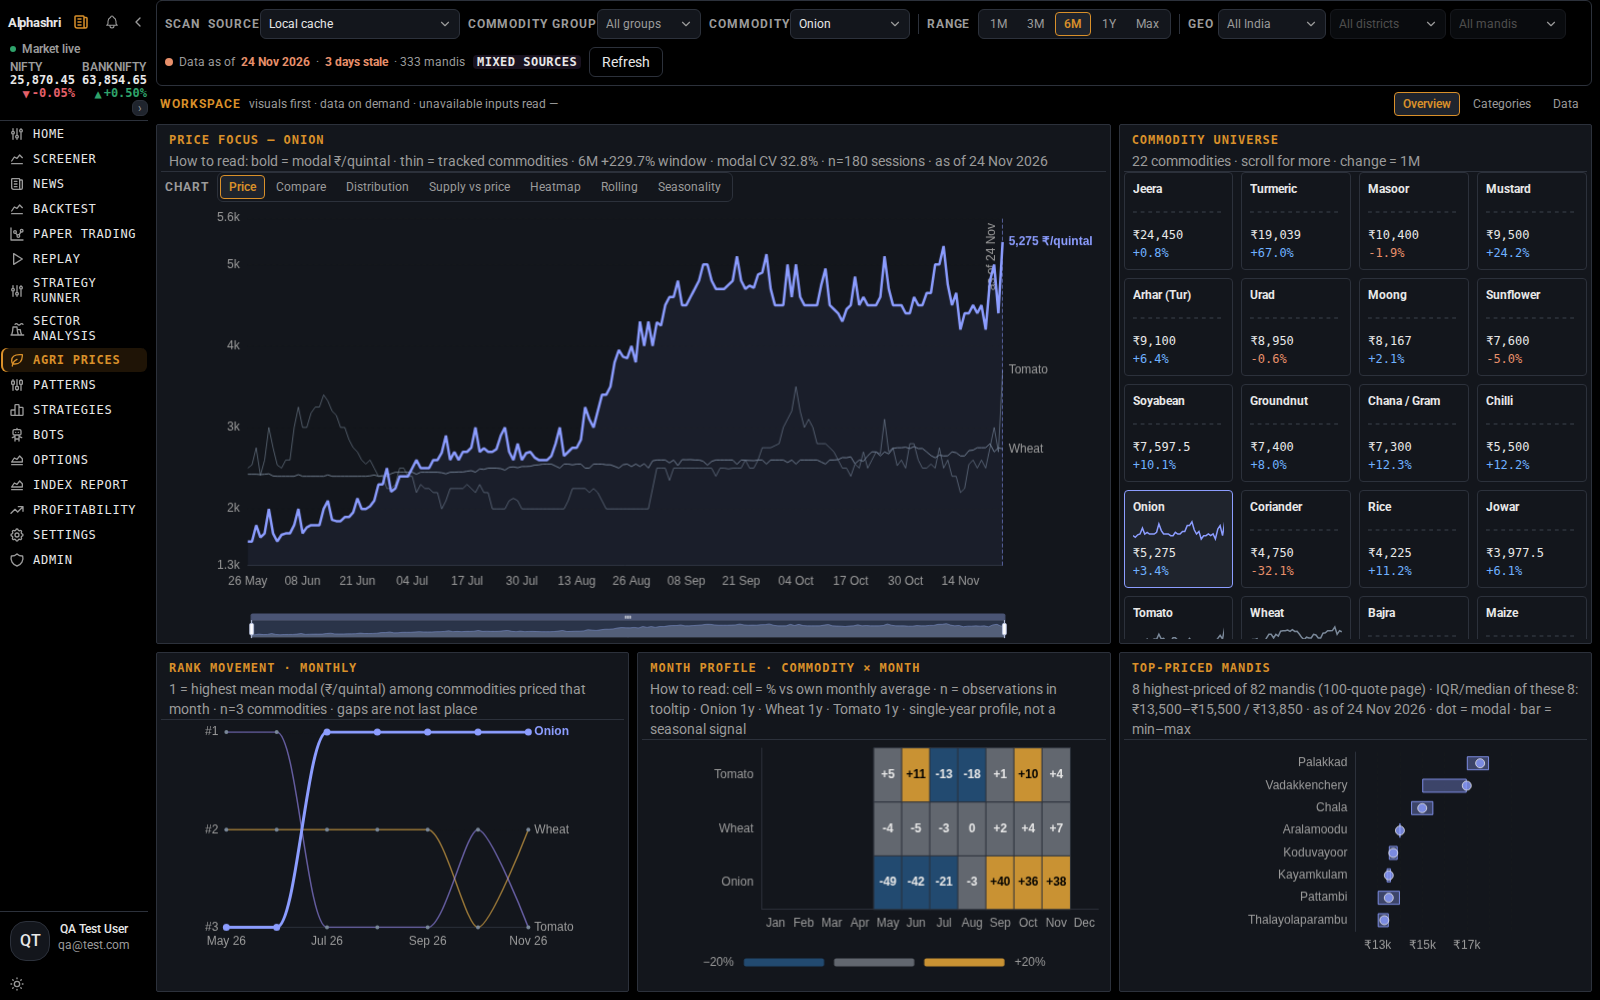 Alphashri
Market live
NIFTY BANKNIFTY
25,870.45 63,854.65
▼-0.05% ▲+0.50%
HOME
SCREENER
NEWS
BACKTEST
PAPER TRADING
REPLAY
STRATEGY
RUNNER
SECTOR
ANALYSIS
AGRI PRICES
PATTERNS
STRATEGIES
BOTS
OPTIONS
INDEX REPORT
PROFITABILITY
SETTINGS
ADMIN
QT
QA Test User
qa@test.com
SCAN SOURCE Local cache COMMODITY GROUP All groups COMMODITY Onion RANGE 1M 3M 6M 1Y Max GEO All India All districts All mandis
Data as of 24 Nov 2026 · 3 days stale · 333 mandis MIXED SOURCES Refresh
WORKSPACE visuals first · data on demand · unavailable inputs read — Overview Categories Data
PRICE FOCUS — ONION
How to read: bold = modal ₹/quintal · thin = tracked commodities · 6M +229.7% window · modal CV 32.8% · n=180 sessions · as of 24 Nov 2026
CHART Price Compare Distribution Supply vs price Heatmap Rolling Seasonality
5.6k
5k
4k
3k
2k
1.3k
as of 24 Nov
5,275 ₹/quintal
Tomato
Wheat
26 May 08 Jun 21 Jun 04 Jul 17 Jul 30 Jul 13 Aug 26 Aug 08 Sep 21 Sep 04 Oct 17 Oct 30 Oct 14 Nov
COMMODITY UNIVERSE
22 commodities · scroll for more · change = 1M
Jeera Turmeric Masoor Mustard
₹24,450 ₹19,039 ₹10,400 ₹9,500
+0.8% +67.0% -1.9% +24.2%
Arhar (Tur) Urad Moong Sunflower
₹9,100 ₹8,950 ₹8,167 ₹7,600
+6.4% -0.6% +2.1% -5.0%
Soyabean Groundnut Chana / Gram Chilli
₹7,597.5 ₹7,400 ₹7,300 ₹5,500
+10.1% +8.0% +12.3% +12.2%
Onion Coriander Rice Jowar
₹5,275 ₹4,750 ₹4,225 ₹3,977.5
+3.4% -32.1% +11.2% +6.1%
Tomato Wheat Bajra Maize
RANK MOVEMENT · MONTHLY
1 = highest mean modal (₹/quintal) among commodities priced that
month · n=3 commodities · gaps are not last place
#1 Onion
#2 Wheat
#3 Tomato
May 26 Jul 26 Sep 26 Nov 26
MONTH PROFILE · COMMODITY × MONTH
How to read: cell = % vs own monthly average · n = observations in
tooltip · Onion 1y · Wheat 1y · Tomato 1y · single-year profile, not a
seasonal signal
Tomato +5 +11 -13 -18 +1 +10 +4
Wheat -4 -5 -3 0 +2 +4 +7
Onion -49 -42 -21 -3 +40 +36 +38
Jan Feb Mar Apr May Jun Jul Aug Sep Oct Nov Dec
−20% +20%
TOP-PRICED MANDIS
8 highest-priced of 82 mandis (100-quote page) · IQR/median of these 8:
₹13,500–₹15,500 / ₹13,850 · as of 24 Nov 2026 · dot = modal · bar =
min–max
Palakkad
Vadakkenchery
Chala
Aralamoodu
Koduvayoor
Kayamkulam
Pattambi
Thalayolaparambu
₹13k ₹15k ₹17k